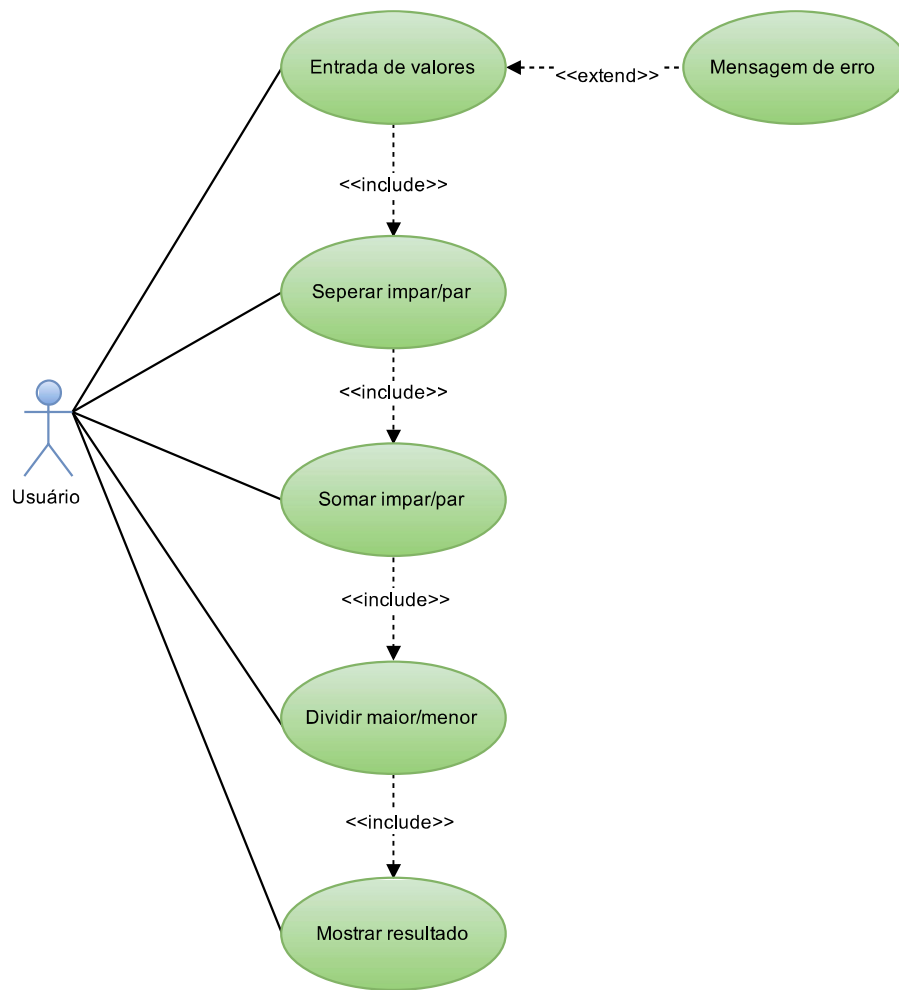 Entrada de valores
<<extend>>
Mensagem de erro
<<include>>
Seperar impar/par
<<include>>
Usuário
Somar impar/par
<<include>>
Dividir maior/menor
<<include>>
Mostrar resultado